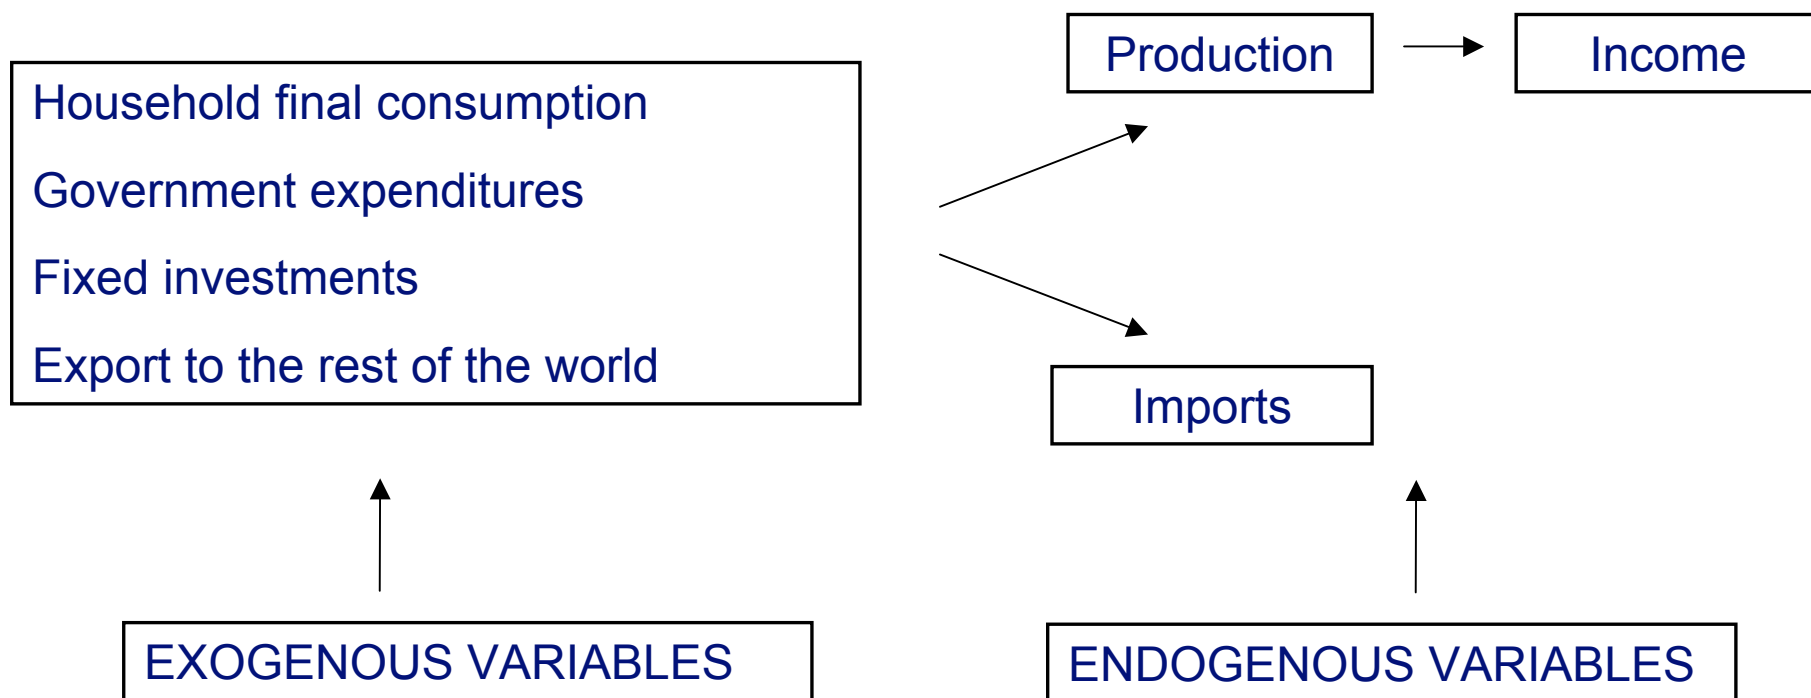 Production
Income
Household final consumption
Government expenditures
Fixed investments
Export to the rest of the world
Imports
EXOGENOUS VARIABLES
ENDOGENOUS VARIABLES